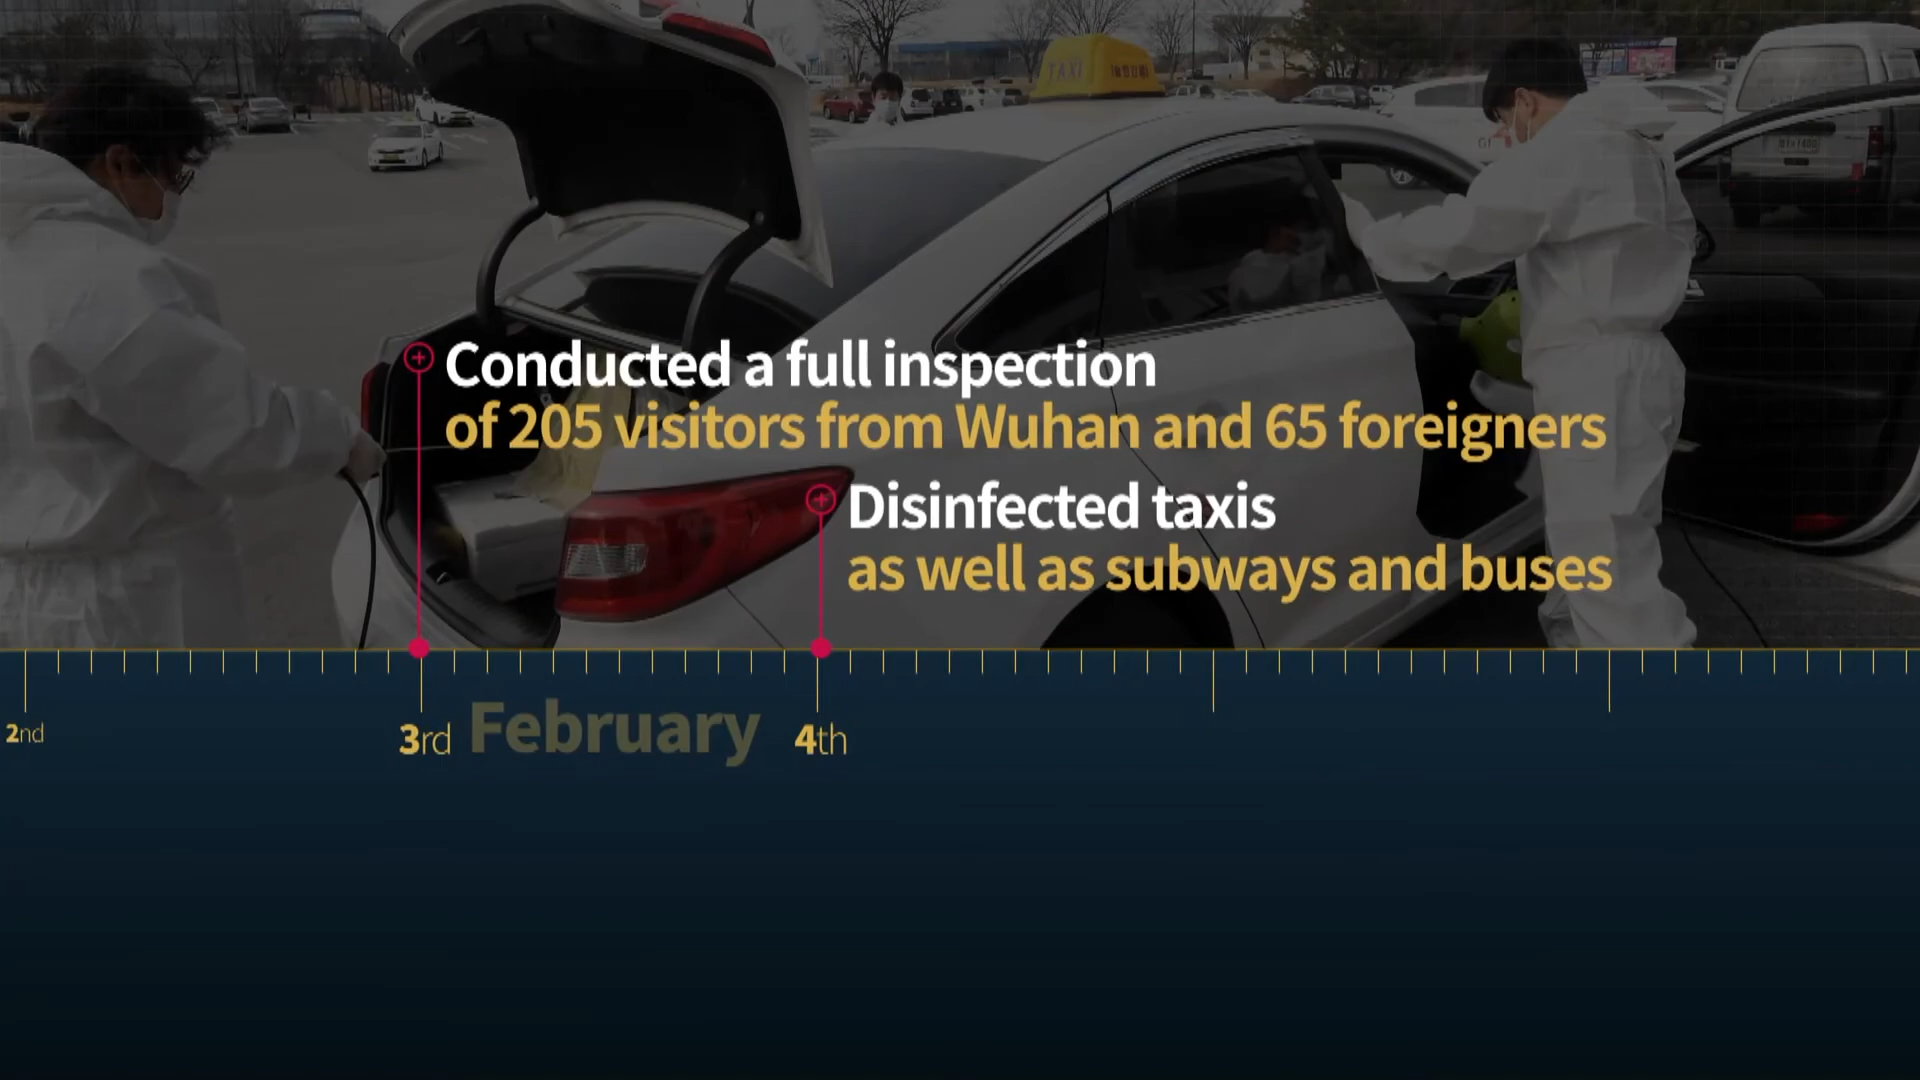 TAXI
Conducted a full inspection
of 205 visitors from Wuhan and 65 foreigners
Disinfected taxis
as well as subways and buses
2nd
3rd
February
4th